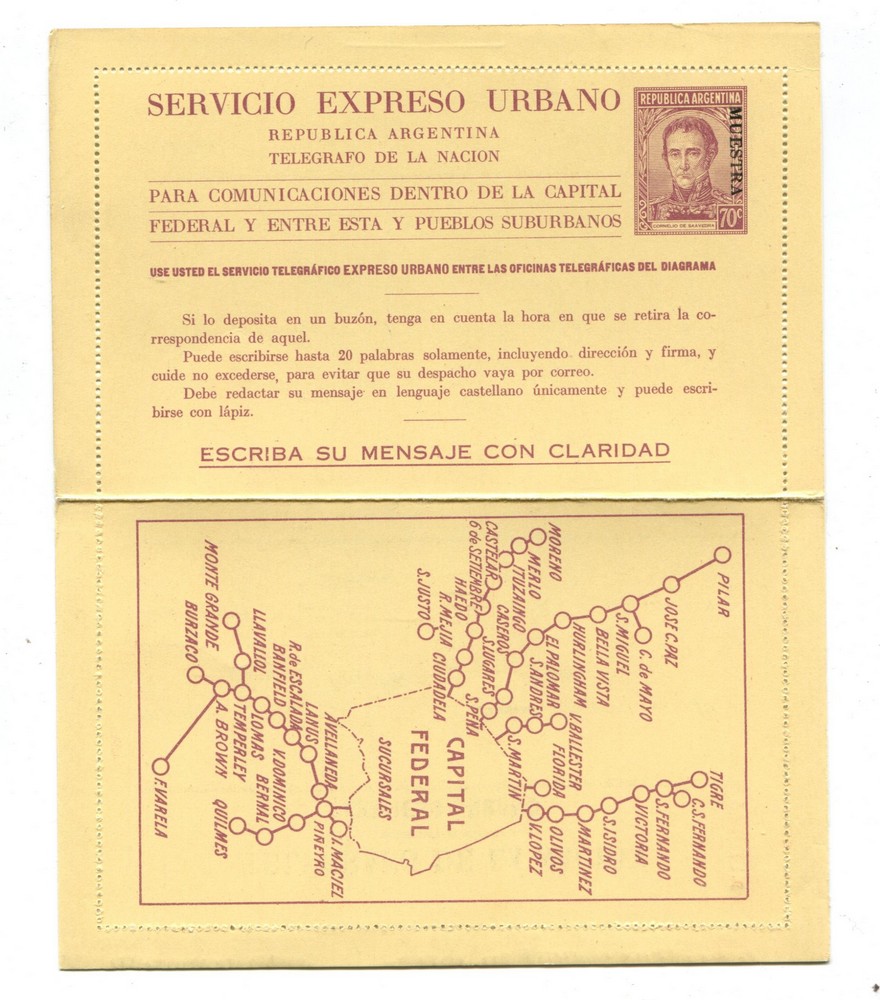 SERVICIO EXPRESO URBANO
REPUBLICA ARGENTINA
TELEGRAFO DE LA NACION
PARA COMUNICACIONES DENTRO DE LA CAPITAL
FEDERAL Y ENTRE ESTA Y PUEBLOS SUBURBANOS
REPUBLICA ARGENTINA
MUESTRA
CORNELIO DE SAAVEDRA
70c
USE USTED EL SERVICIO TELEGRÁFICO EXPRESO URBANO ENTRE LAS OFICINAS TELEGRÁFICAS DEL DIAGRAMA
Si lo deposita en un buzón, tenga en cuenta la hora en que se retira la co-
rrespondencia de aquel.
Puede escribirse hasta 20 palabras solamente, incluyendo dirección y firma, y
cuide no excederse, para evitar que su despacho vaya por correo.
Debe redactar su mensaje en lenguaje castellano únicamente y puede escri-
birse con lápiz.
ESCRIBA SU MENSAJE CON CLARIDAD
PILAR
JOSE C.PAZ
C. de MAYO
S.MIGUEL
BELLA VISTA
HURLINGHAM
EL PALOMAR
CASEROS
S.LUGARES
S.PEÑA
MORENO
MERLO
ITUZAINGO
CASTELAR
6 de SETIEMBRE
HAEDO
R.MEJIA
CIUDADELA
S.JUSTO
S.ANDRES
V.BALLESTER
S.MARTIN
FLORIDA
TIGRE
C.S.FERNANDO
S.FERNANDO
VICTORIA
S.ISIDRO
MARTINEZ
OLIVOS
V.LOPEZ
CAPITAL
FEDERAL
SUCURSALES
MONTE GRANDE
BURZACO
LLAVALLOL
R.de ESCALADA
BANFIELD
LANUS
AVELLANEDA
A. BROWN
TEMPERLEY
LOMAS
BERNAL
V.DOMINICO
QUILMES
PIÑEYRO
I.MACIEL
F.VARELA